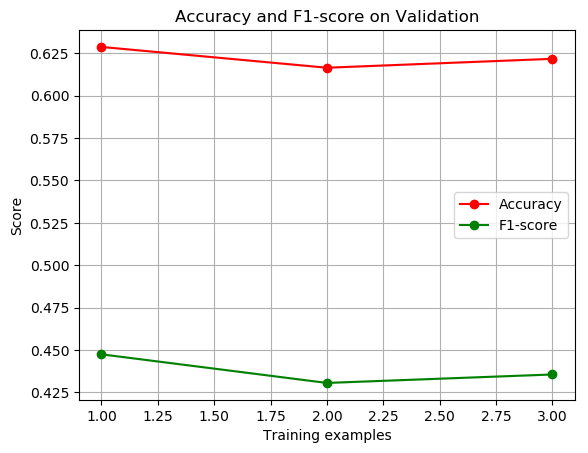 Accuracy and F1-score on Validation
0.625
0.600
0.575
0.550
0.525
0.500
0.475
0.450
0.425
Score
Accuracy
F1-score
1.00 1.25 1.50 1.75 2.00 2.25 2.50 2.75 3.00
Training examples